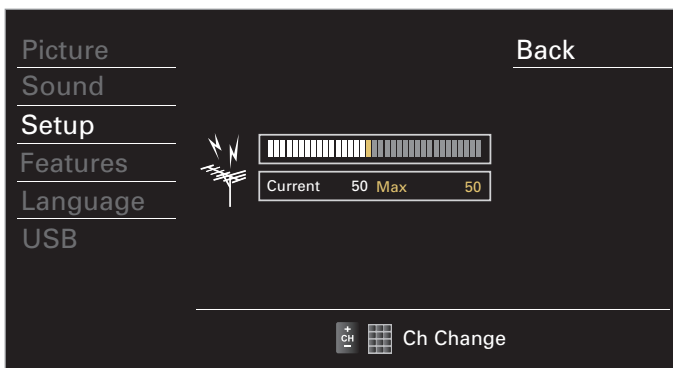 Picture
Sound
Setup
Features
Language
USB
Back
Current 50 Max 50
+
CH
−
Ch Change